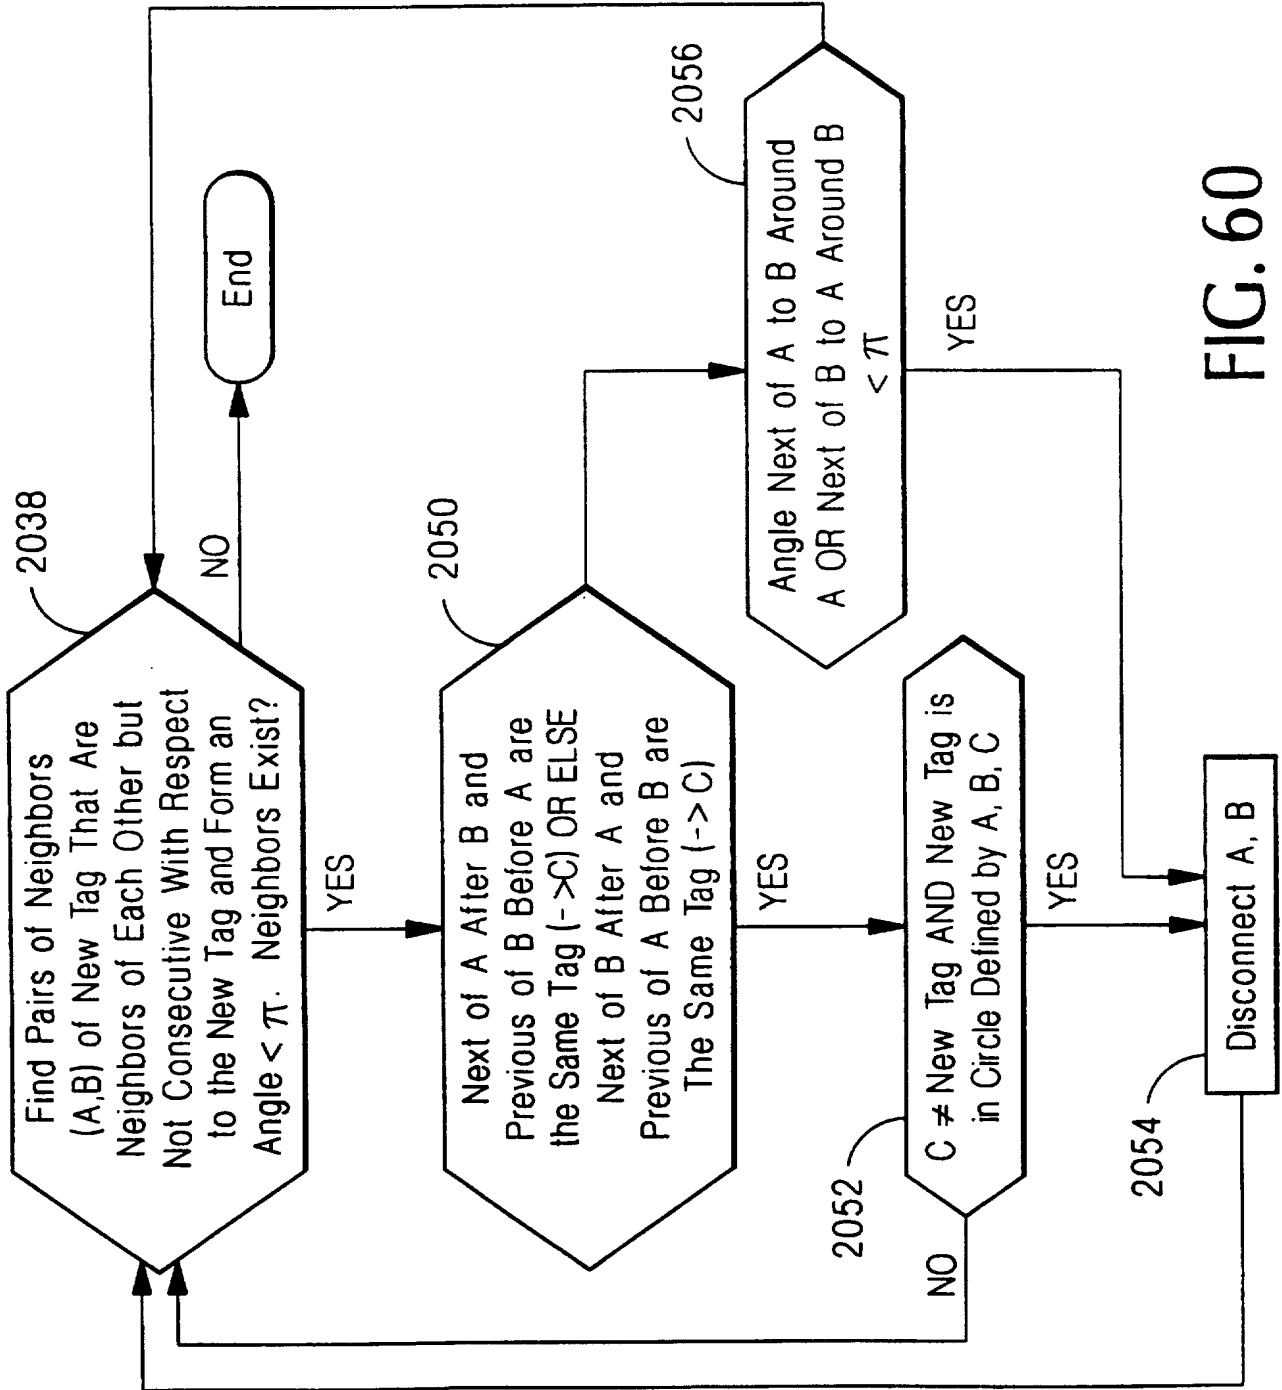 2038
Find Pairs of Neighbors
(A,B) of New Tag That Are
Neighbors of Each Other but
Not Consecutive With Respect
to the New Tag and Form an
Angle < π. Neighbors Exist?
NO
End
YES
2050
Next of A After B and
Previous of B Before A are
the Same Tag (->C) OR ELSE
Next of B After A and
Previous of A Before B are
The Same Tag (-> C)
YES
2056
Angle Next of A to B Around
A OR Next of B to A Around B
< π
YES
2052
C ≠ New Tag AND New Tag is
in Circle Defined by A, B, C
NO
YES
2054
Disconnect A, B
FIG. 60